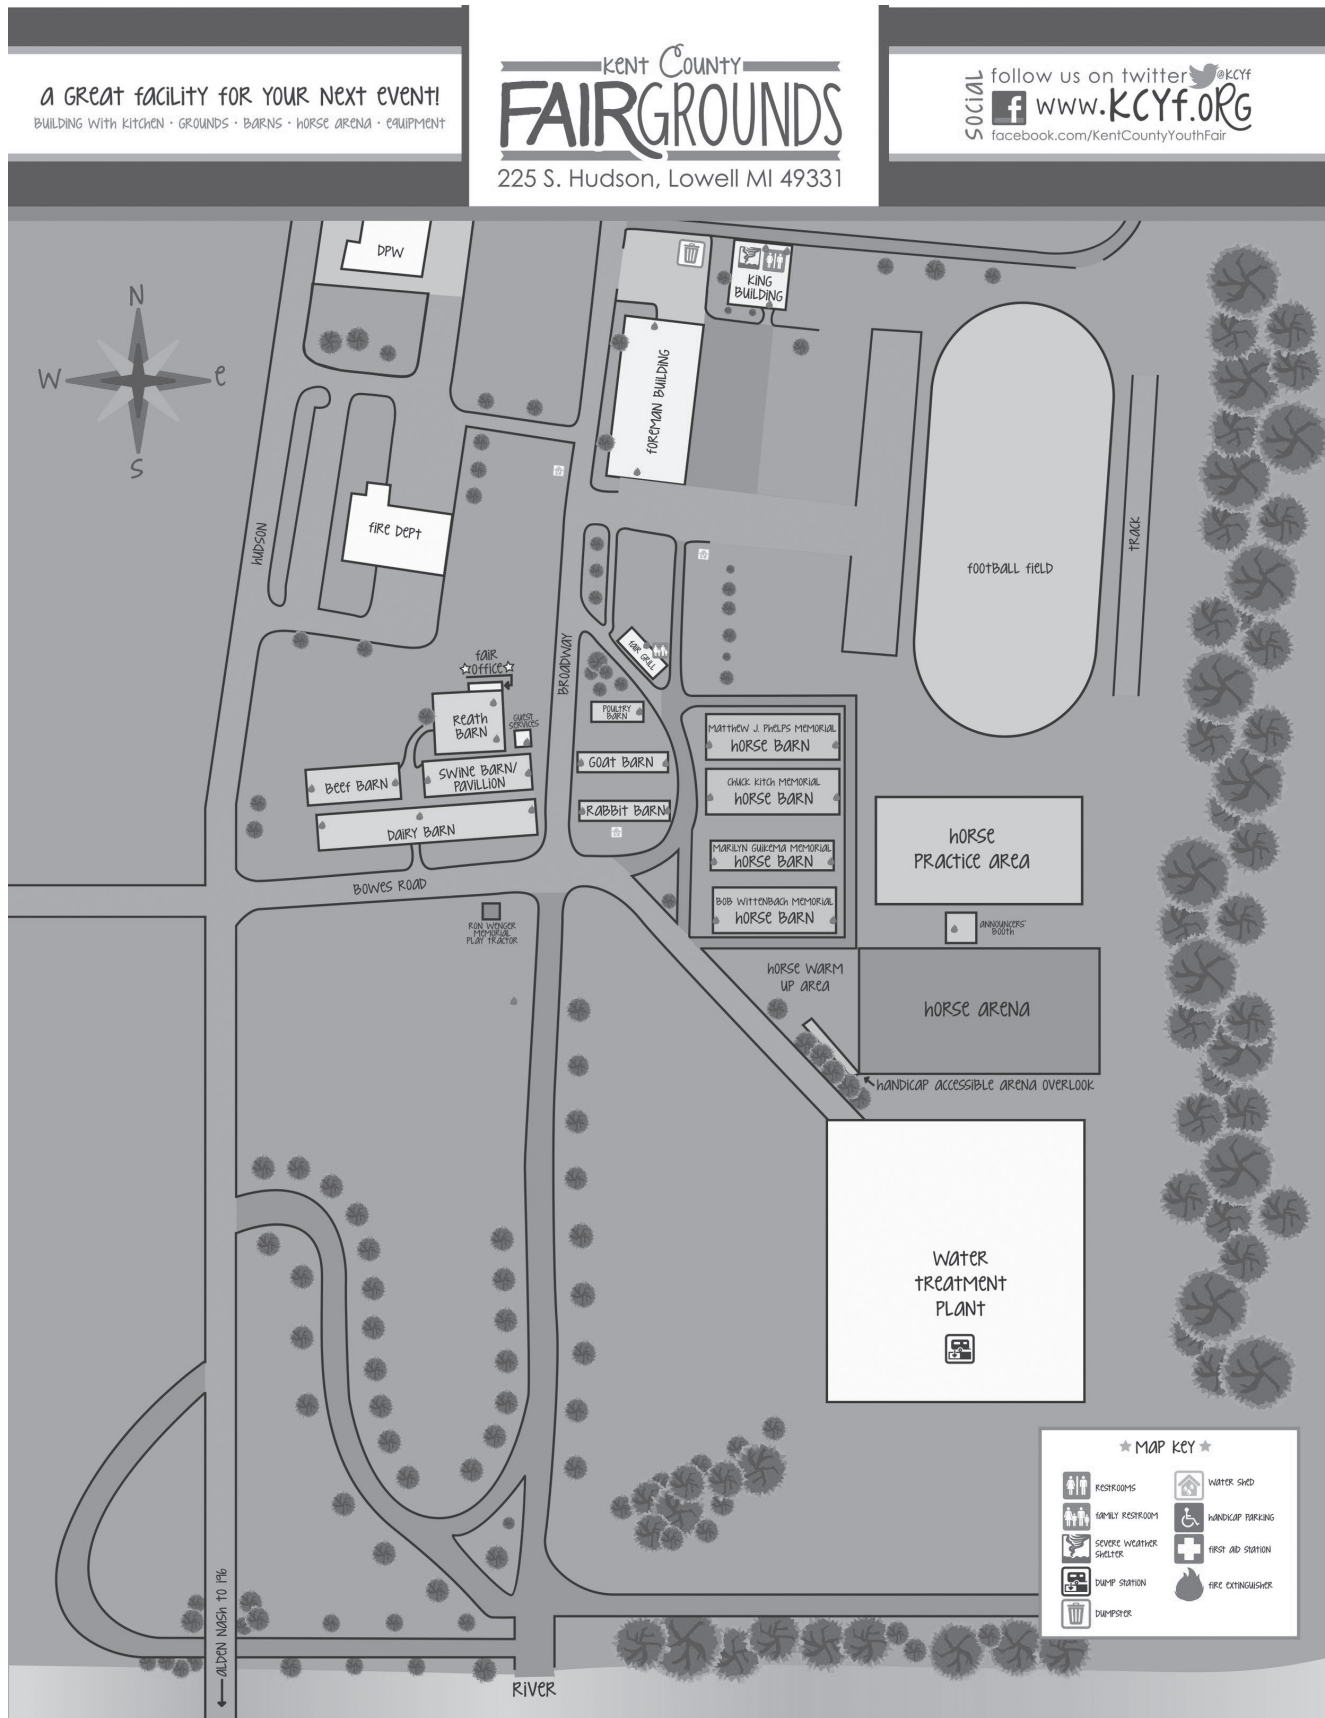 a GReat facility FOR YOUR Next event!
BUILDING With Kitchen · GROUNDS · BARNS · horse arena · equipment
Kent County
FAIRGROUNDS
225 S. Hudson, Lowell MI 49331
SOCIAL
follow us on twitter @KCYf
www.KCYf.ORG
facebook.com/KentCountyYouthFair
DPW
KING
BUILDING
N
W e
S
foreman BUILDING
HUDSON
fire Dept
football field
TRACK
BROADWAY
fair
office
fair Grill
Reath
Barn
Guest
Services
Poultry
Barn
Goat Barn
Rabbit Barn
Beef Barn
Swine Barn/
Pavillion
Dairy Barn
Matthew J. Phelps Memorial
horse Barn
Chuck Kitch Memorial
horse Barn
Marilyn Guikema Memorial
horse Barn
Bob Wittenbach Memorial
horse Barn
horse
Practice area
Bowes Road
Ron Wenger
Memorial
Play Tractor
announcers'
Booth
horse warm
up area
horse arena
handicap accessible arena overlook
Water
Treatment
Plant
Map Key
Restrooms
family Restroom
Severe Weather
Shelter
Dump Station
Dumpster
Water Shed
handicap Parking
first aid Station
fire extinguisher
alden Nash to I96
River